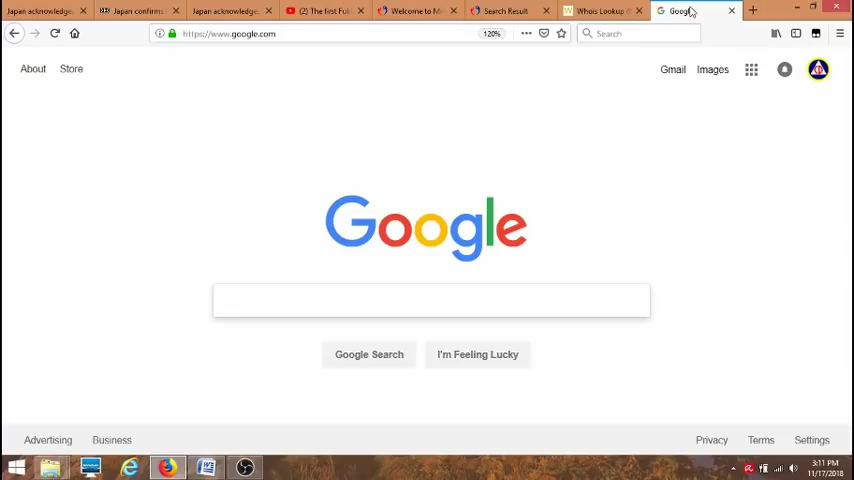 Japan acknowledge
Japan confirms
Japan acknowledge
(2) The first Fuk
Welcome to M
Search Result
Whois Lookup
Google
https://www.google.com
120%
Search
About
Store
Gmail
Images
Google
Google Search
I'm Feeling Lucky
Advertising
Business
Privacy
Terms
Settings
3:11 PM
11/17/2018